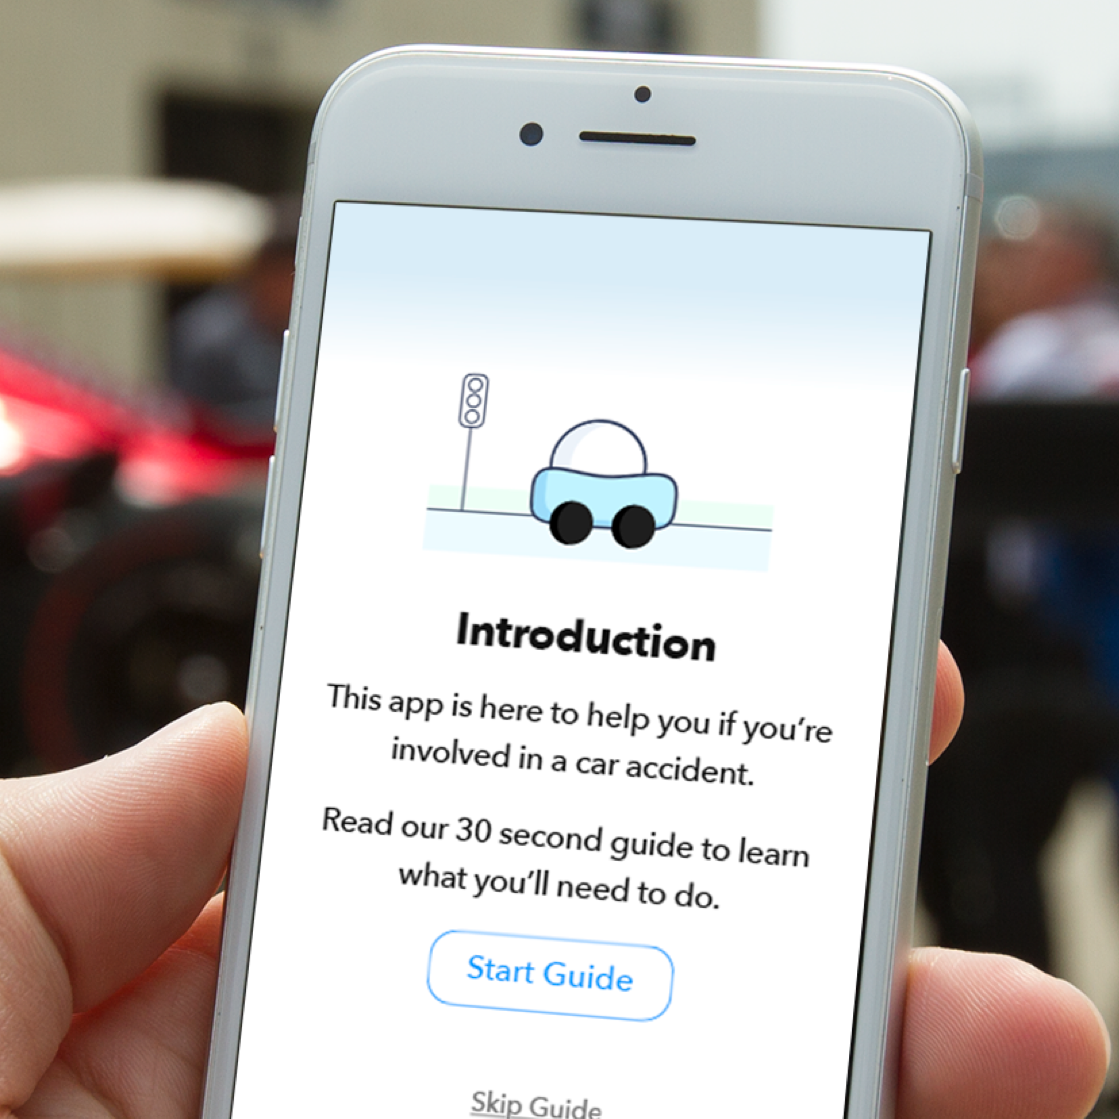 Introduction
This app is here to help you if you’re
involved in a car accident.
Read our 30 second guide to learn
what you’ll need to do.
Start Guide
Skip Guide